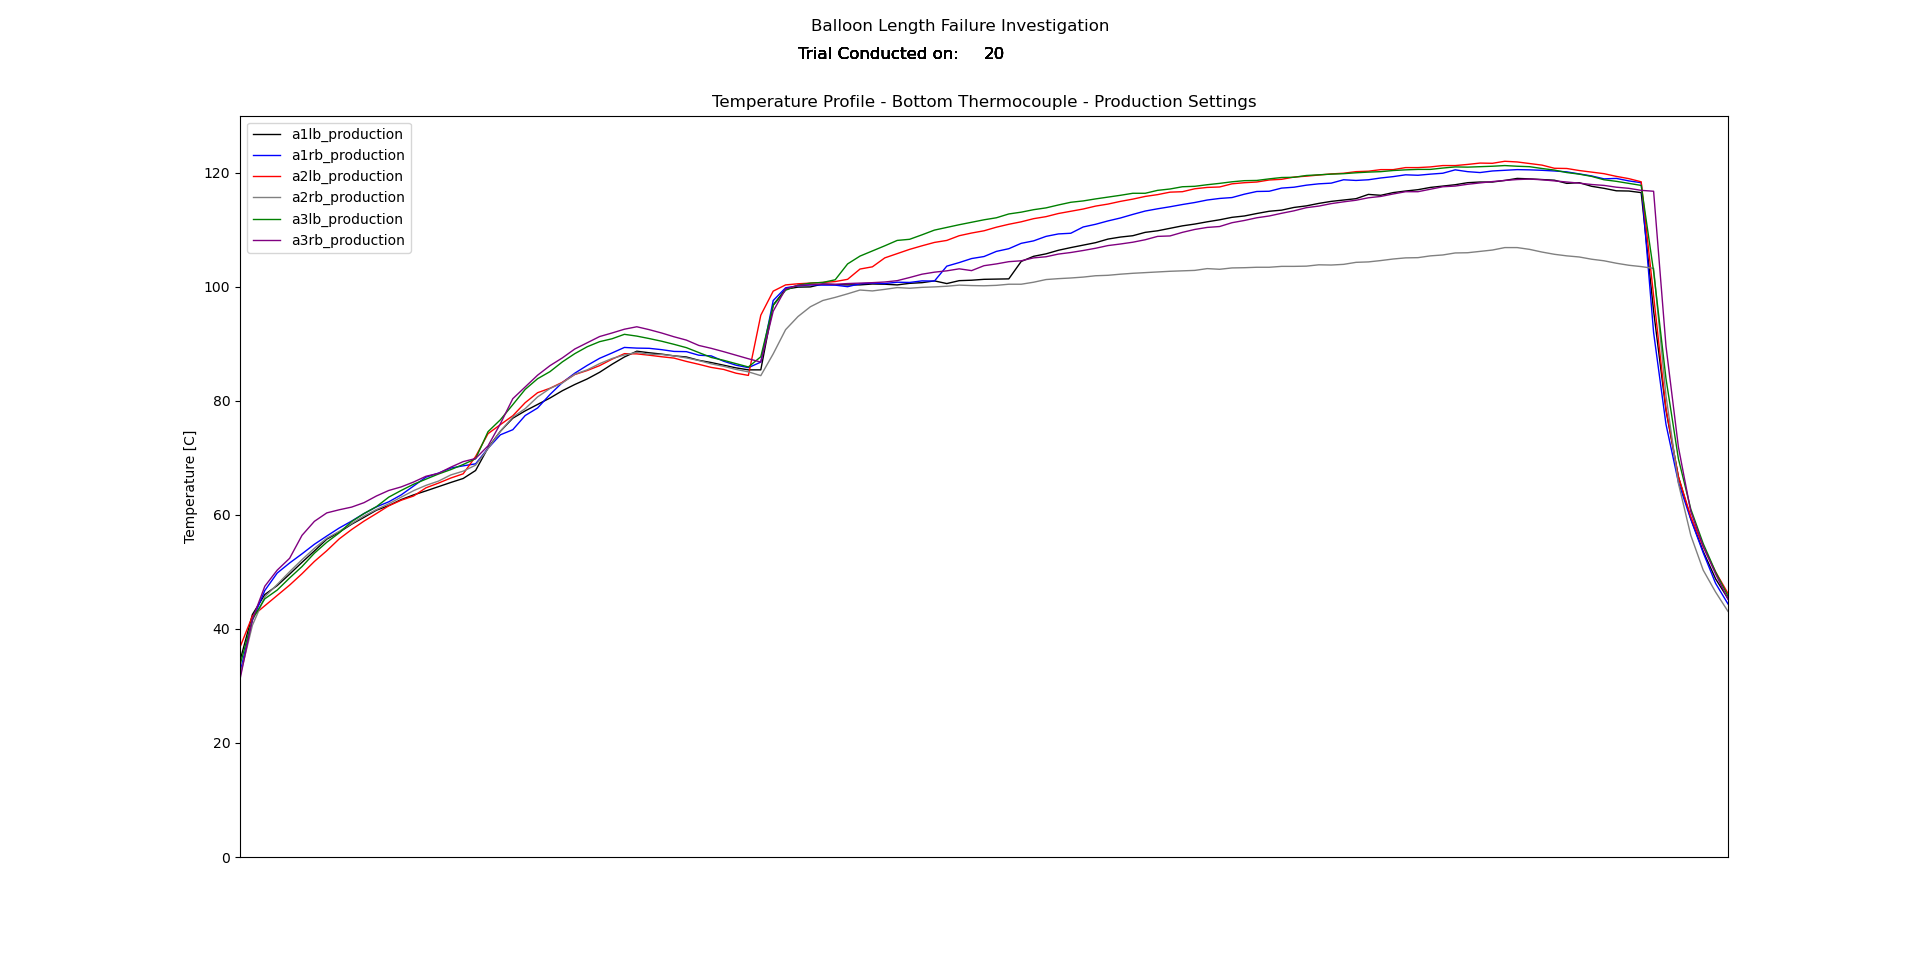 Balloon Length Failure Investigation
Trial Conducted on: 20
Temperature Profile - Bottom Thermocouple - Production Settings
a1lb_production
a1rb_production
a2lb_production
a2rb_production
a3lb_production
a3rb_production
120
100
80
60
40
20
0
Temperature [C]